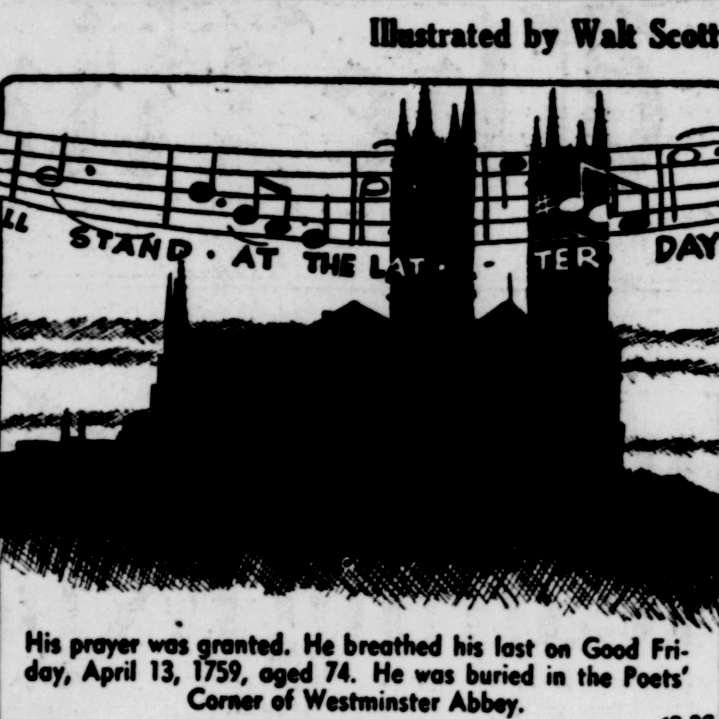 Illustrated by Walt Scott
LL STAND · AT THE LAT · - TER DAY
His prayer was granted. He breathed his last on Good Fri-
day, April 13, 1759, aged 74. He was buried in the Poets'
Corner of Westminster Abbey.